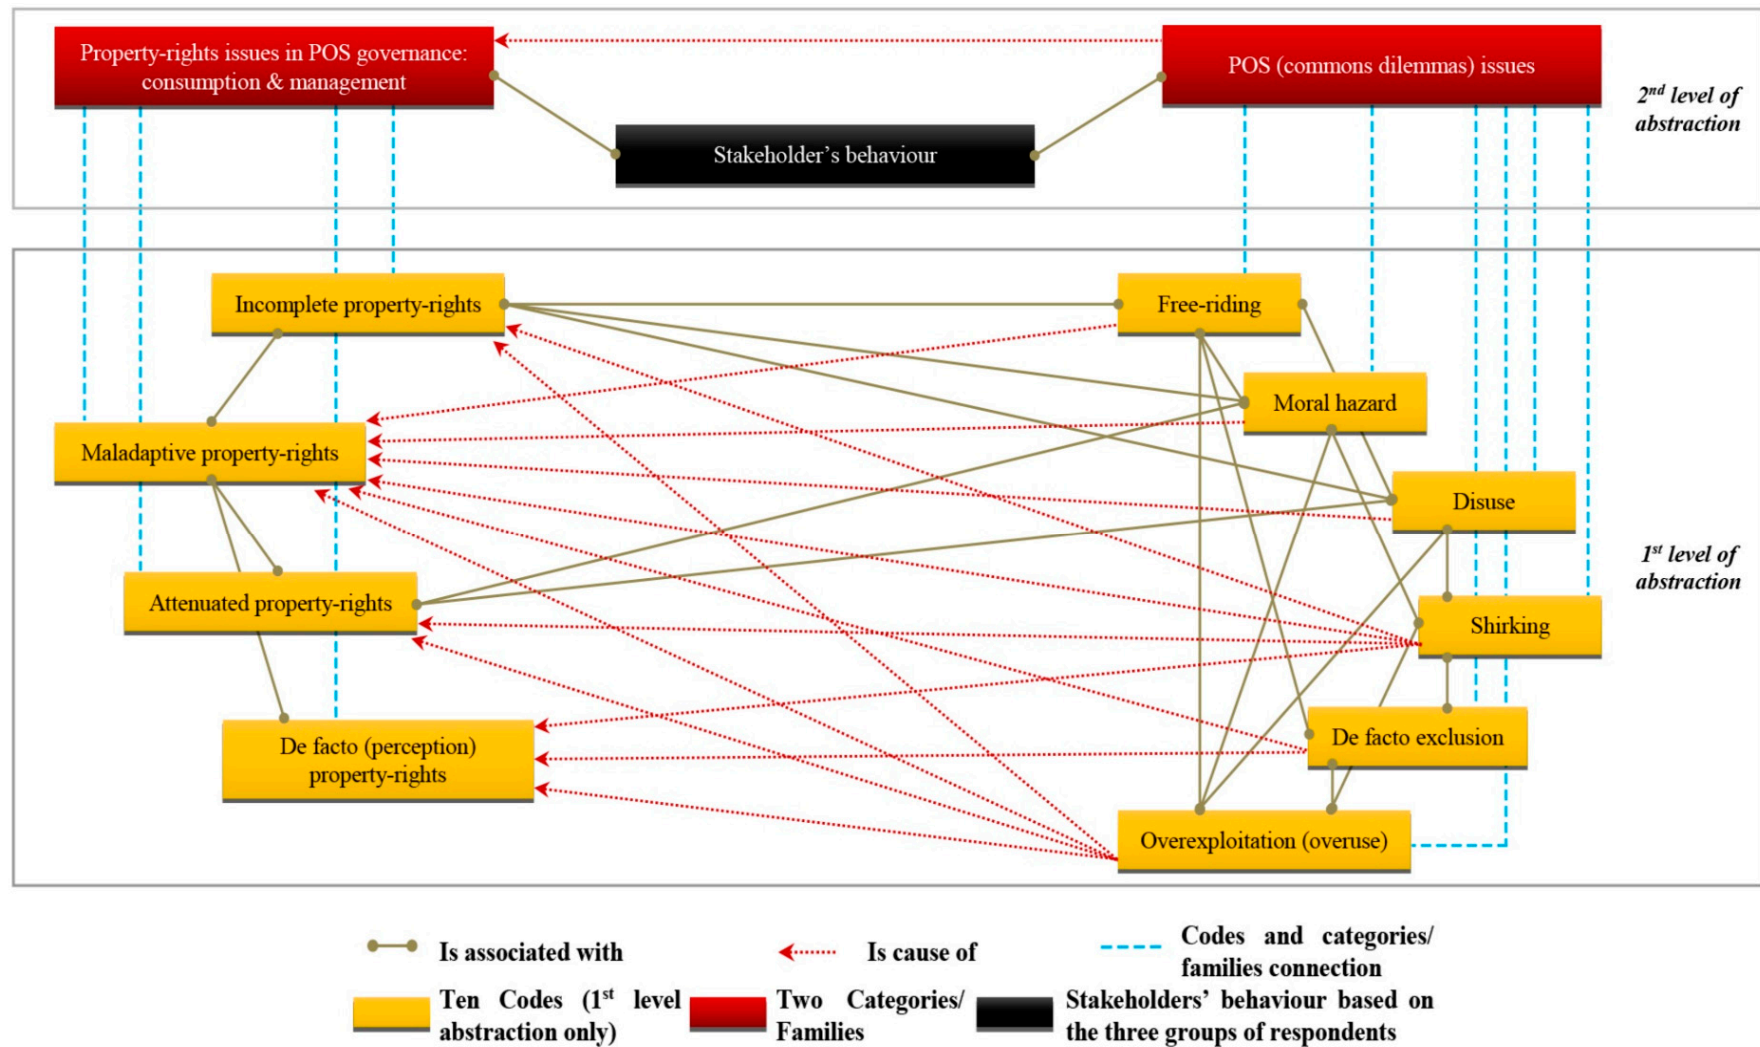 Property-rights issues in POS governance:
consumption & management
POS (commons dilemmas) issues
2nd level of
abstraction
Stakeholder’s behaviour
Incomplete property-rights
Free-riding
Moral hazard
Maladaptive property-rights
Disuse
1st level of
abstraction
Attenuated property-rights
Shirking
De facto (perception)
property-rights
De facto exclusion
Overexploitation (overuse)
Is associated with
Is cause of
Codes and categories/
families connection
Ten Codes (1st level
abstraction only)
Two Categories/
Families
Stakeholders’ behaviour based on
the three groups of respondents